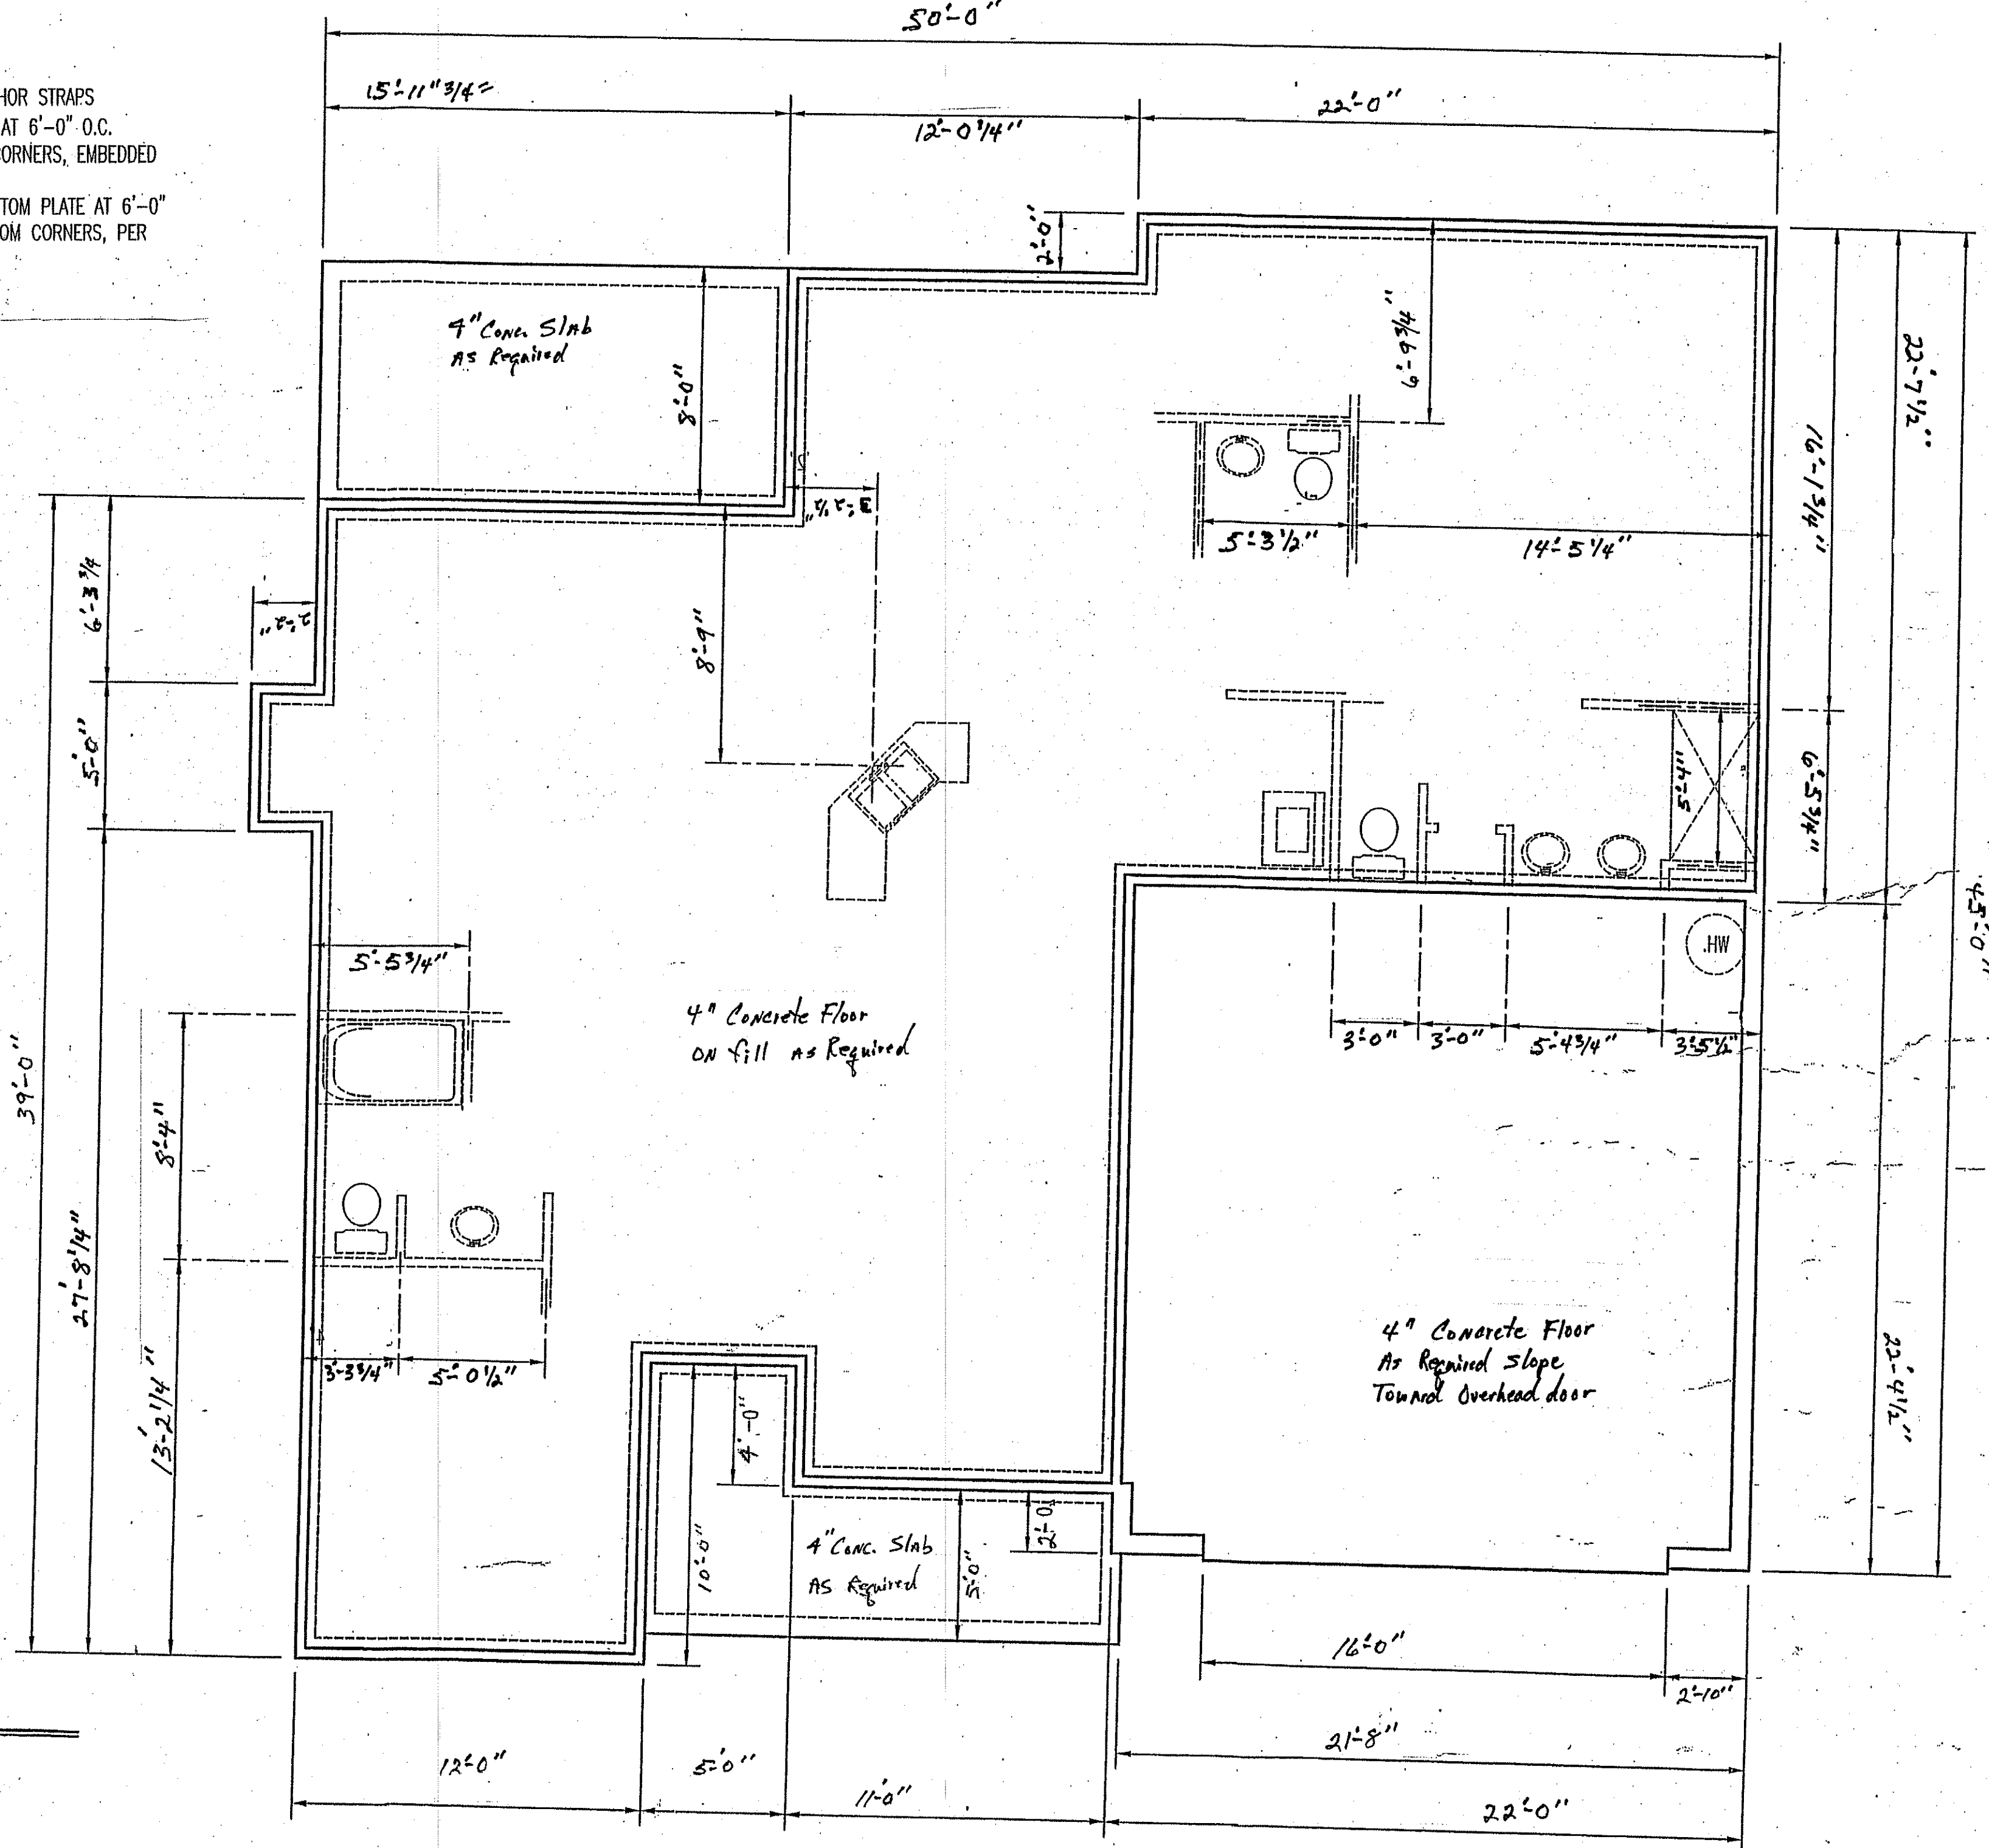 50'-0"
15'-11"3/4"
12'-0 1/4"
22'-0"
HOR STRAPS
AT 6'-0" O.C.
CORNERS, EMBEDDED
TOM PLATE AT 6'-0"
OM CORNERS, PER
2'-0"
4" Conc. Slab
As Required
8'-0"
6'-9 3/4"
22'-7 1/2"
16'-1 3/4"
5'-3 1/2"
14'-5 1/4"
6'-3 3/4
2'-2"
8'-9"
5'-0"
5'-4"
6'-5 3/4"
45'-0"
HW.
5'-5 3/4"
4" Concrete Floor
ON fill As Required
3'-0"
3'-0"
5'-4 3/4"
3'-5 1/2"
39'-0"
8'-4"
27'-8 1/4"
13'-2 1/4"
3'-3 3/4"
5'-0 1/2"
4" Concrete Floor
As Required Slope
Toward Overhead door
22'-4 1/2"
4'-0"
10'-0"
4" Conc. Slab
AS Required
2'-0
5'-0"
16'-0"
2'-10"
21'-8"
12'-0"
5'-0"
11'-0"
22'-0"